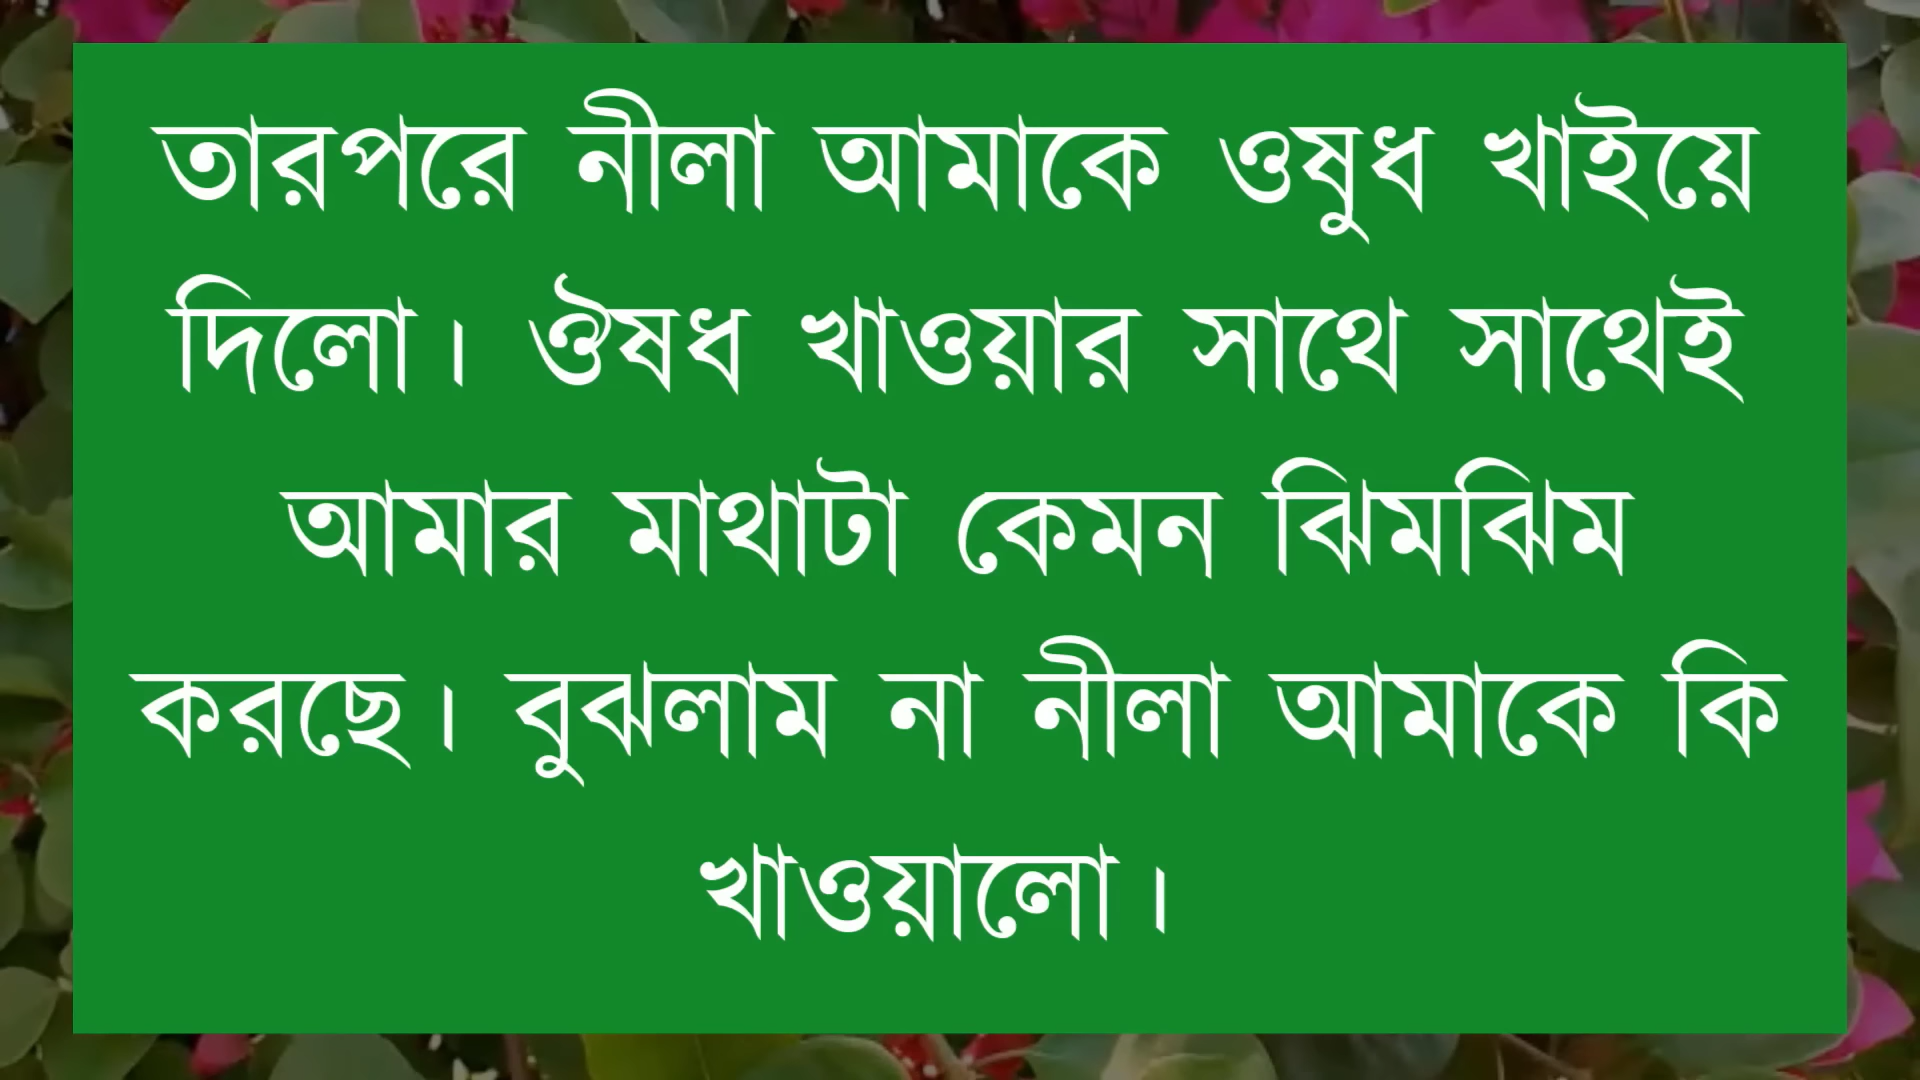 তারপরে নীলা আমাকে ওষুধ খাইয়ে
দিলো। ঔষধ খাওয়ার সাথে সাথেই
আমার মাথাটা কেমন ঝিমঝিম
করছে। বুঝলাম না নীলা আমাকে কি
খাওয়ালো।